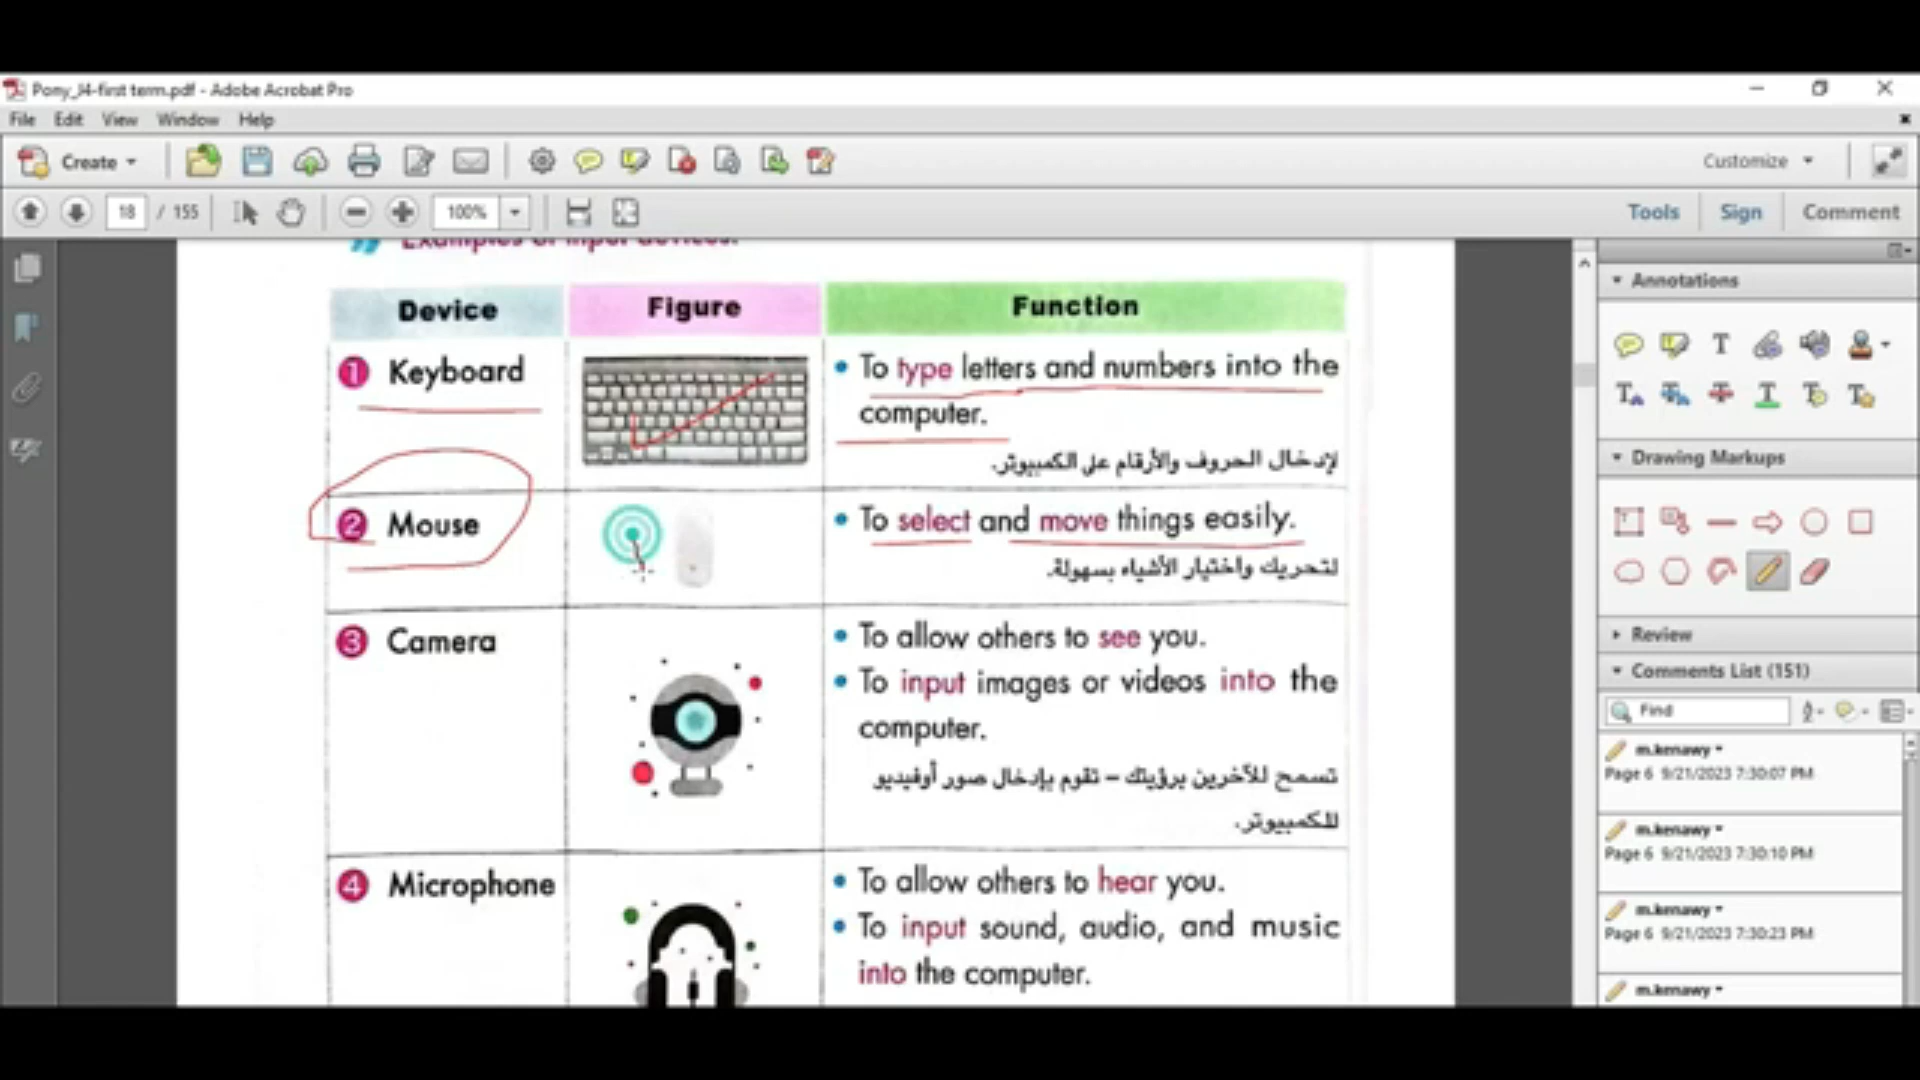 Pony_J4-first term.pdf - Adobe Acrobat Pro
File Edit View Window Help
Create
Customize
18 / 155
100%
Tools Sign Comment
Examples of input devices:
Device Figure Function
1 Keyboard
• To type letters and numbers into the
computer.
لإدخال الحروف والأرقام على الكمبيوتر.
2 Mouse
• To select and move things easily.
لتحريك واختيار الأشياء بسهولة.
3 Camera
• To allow others to see you.
• To input images or videos into the
computer.
تسمح للآخرين برؤيتك – تقوم بإدخال صور أوفيديو
للكمبيوتر.
4 Microphone
• To allow others to hear you.
• To input sound, audio, and music
into the computer.
Annotations
Drawing Markups
Review
Comments List (151)
Find
m.kenawy
Page 6 9/21/2023 7:30:07 PM
m.kenawy
Page 6 9/21/2023 7:30:10 PM
m.kenawy
Page 6 9/21/2023 7:30:23 PM
m.kenawy